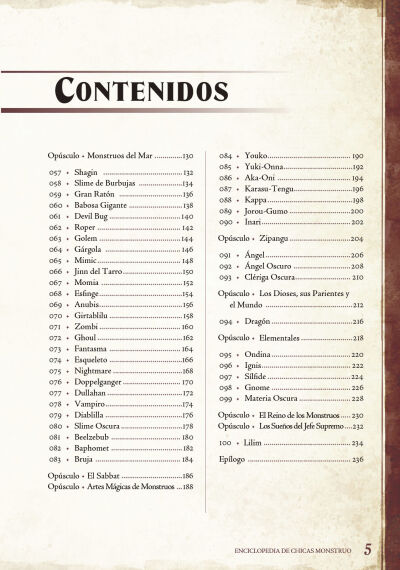 CONTENIDOS
Opúsculo • Monstruos del Mar ............130
057 • Shagin ............ 132
058 • Slime de Burbujas ............ 134
059 • Gran Ratón ............ 136
060 • Babosa Gigante ............ 138
061 • Devil Bug ............ 140
062 • Roper ............ 142
063 • Golem ............ 144
064 • Gárgola ............ 146
065 • Mimic ............ 148
066 • Jinn del Tarro ............ 150
067 • Momia ............ 152
068 • Esfinge ............ 154
069 • Anubis ............ 156
070 • Girtablilu ............ 158
071 • Zombi ............ 160
072 • Ghoul ............ 162
073 • Fantasma ............ 164
074 • Esqueleto ............ 166
075 • Nightmare ............ 168
076 • Doppelganger ............ 170
077 • Dullahan ............ 172
078 • Vampiro ............ 174
079 • Diablilla ............ 176
080 • Slime Oscura ............ 178
081 • Beelzebub ............ 180
082 • Baphomet ............ 182
083 • Bruja ............ 184
Opúsculo • El Sabbat ............ 186
Opúsculo • Artes Mágicas de Monstruos ...188
084 • Youko ............ 190
085 • Yuki-Onna ............ 192
086 • Aka-Oni ............ 194
087 • Karasu-Tengu ............ 196
088 • Kappa ............ 198
089 • Jorou-Gumo ............ 200
090 • Inari ............ 202
Opúsculo • Zipangu ............ 204
091 • Ángel ............ 206
092 • Ángel Oscuro ............ 208
093 • Clériga Oscura ............ 210
Opúsculo • Los Dioses, sus Parientes y
el Mundo ............ 212
094 • Dragón ............ 216
Opúsculo • Elementales ............ 218
095 • Ondina ............ 220
096 • Ignis ............ 222
097 • Sílfide ............ 224
098 • Gnome ............ 226
099 • Materia Oscura ............ 228
Opúsculo • El Reino de los Monstruos ..... 230
Opúsculo • Los Sueños del Jefe Supremo ....232
100 • Lilim ............ 234
Epílogo ............ 236
ENCICLOPEDIA DE CHICAS MONSTRUO 5